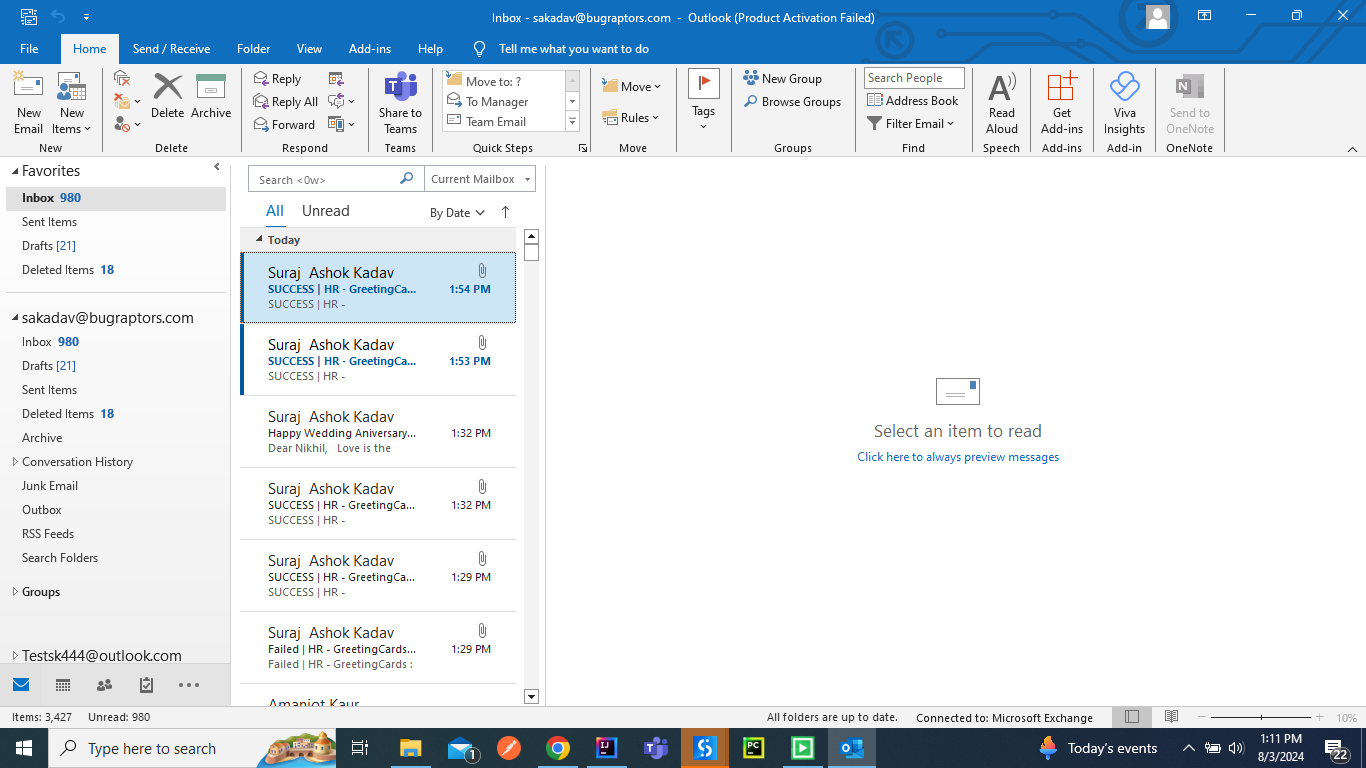 Inbox - sakadav@bugraptors.com - Outlook (Product Activation Failed)
File Home Send / Receive Folder View Add-ins Help Tell me what you want to do
New Email
New Items
New
Delete
Archive
Delete
Reply
Reply All
Forward
Respond
Share to Teams
Teams
Move to: ?
To Manager
Team Email
Quick Steps
Move
Rules
Move
Tags
New Group
Browse Groups
Groups
Search People
Address Book
Filter Email
Find
Read Aloud
Speech
Get Add-ins
Add-ins
Viva Insights
Add-in
Send to OneNote
OneNote
Favorites
Inbox 980
Sent Items
Drafts [21]
Deleted Items 18
sakadav@bugraptors.com
Inbox 980
Drafts [21]
Sent Items
Deleted Items 18
Archive
Conversation History
Junk Email
Outbox
RSS Feeds
Search Folders
Groups
Testsk444@outlook.com
Search <0w> Current Mailbox
All Unread By Date
Today
Suraj Ashok Kadav
SUCCESS | HR - GreetingCa... 1:54 PM
SUCCESS | HR -
Suraj Ashok Kadav
SUCCESS | HR - GreetingCa... 1:53 PM
SUCCESS | HR -
Suraj Ashok Kadav
Happy Wedding Aniversary... 1:32 PM
Dear Nikhil, Love is the
Suraj Ashok Kadav
SUCCESS | HR - GreetingCa... 1:32 PM
SUCCESS | HR -
Suraj Ashok Kadav
SUCCESS | HR - GreetingCa... 1:29 PM
SUCCESS | HR -
Suraj Ashok Kadav
Failed | HR - GreetingCards... 1:29 PM
Failed | HR - GreetingCards :
Amanjot Kaur
Select an item to read
Click here to always preview messages
Items: 3,427 Unread: 980 All folders are up to date. Connected to: Microsoft Exchange 10%
Type here to search
1
Today's events
1:11 PM
8/3/2024
22